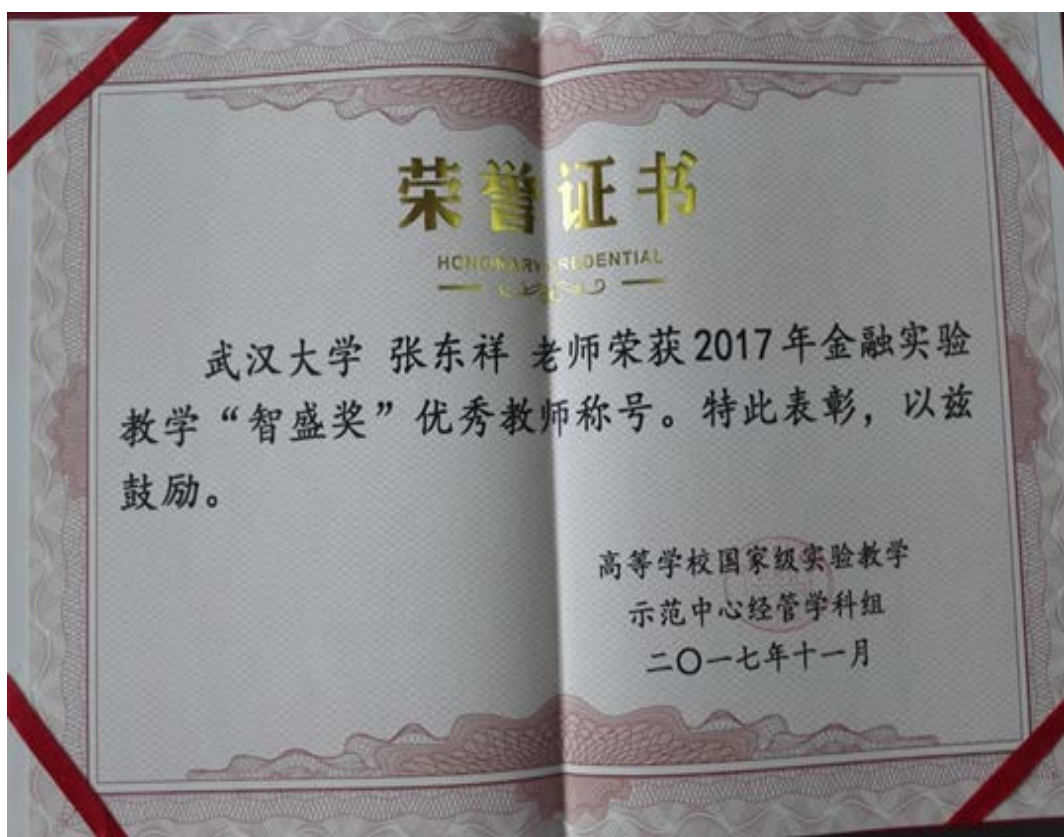 荣誉证书
HONORARY CREDENTIAL
武汉大学 张东祥 老师荣获2017年金融实验
教学“智盛奖”优秀教师称号。特此表彰，以兹
鼓励。
高等学校国家级实验教学
示范中心经管学科组
二〇一七年十一月